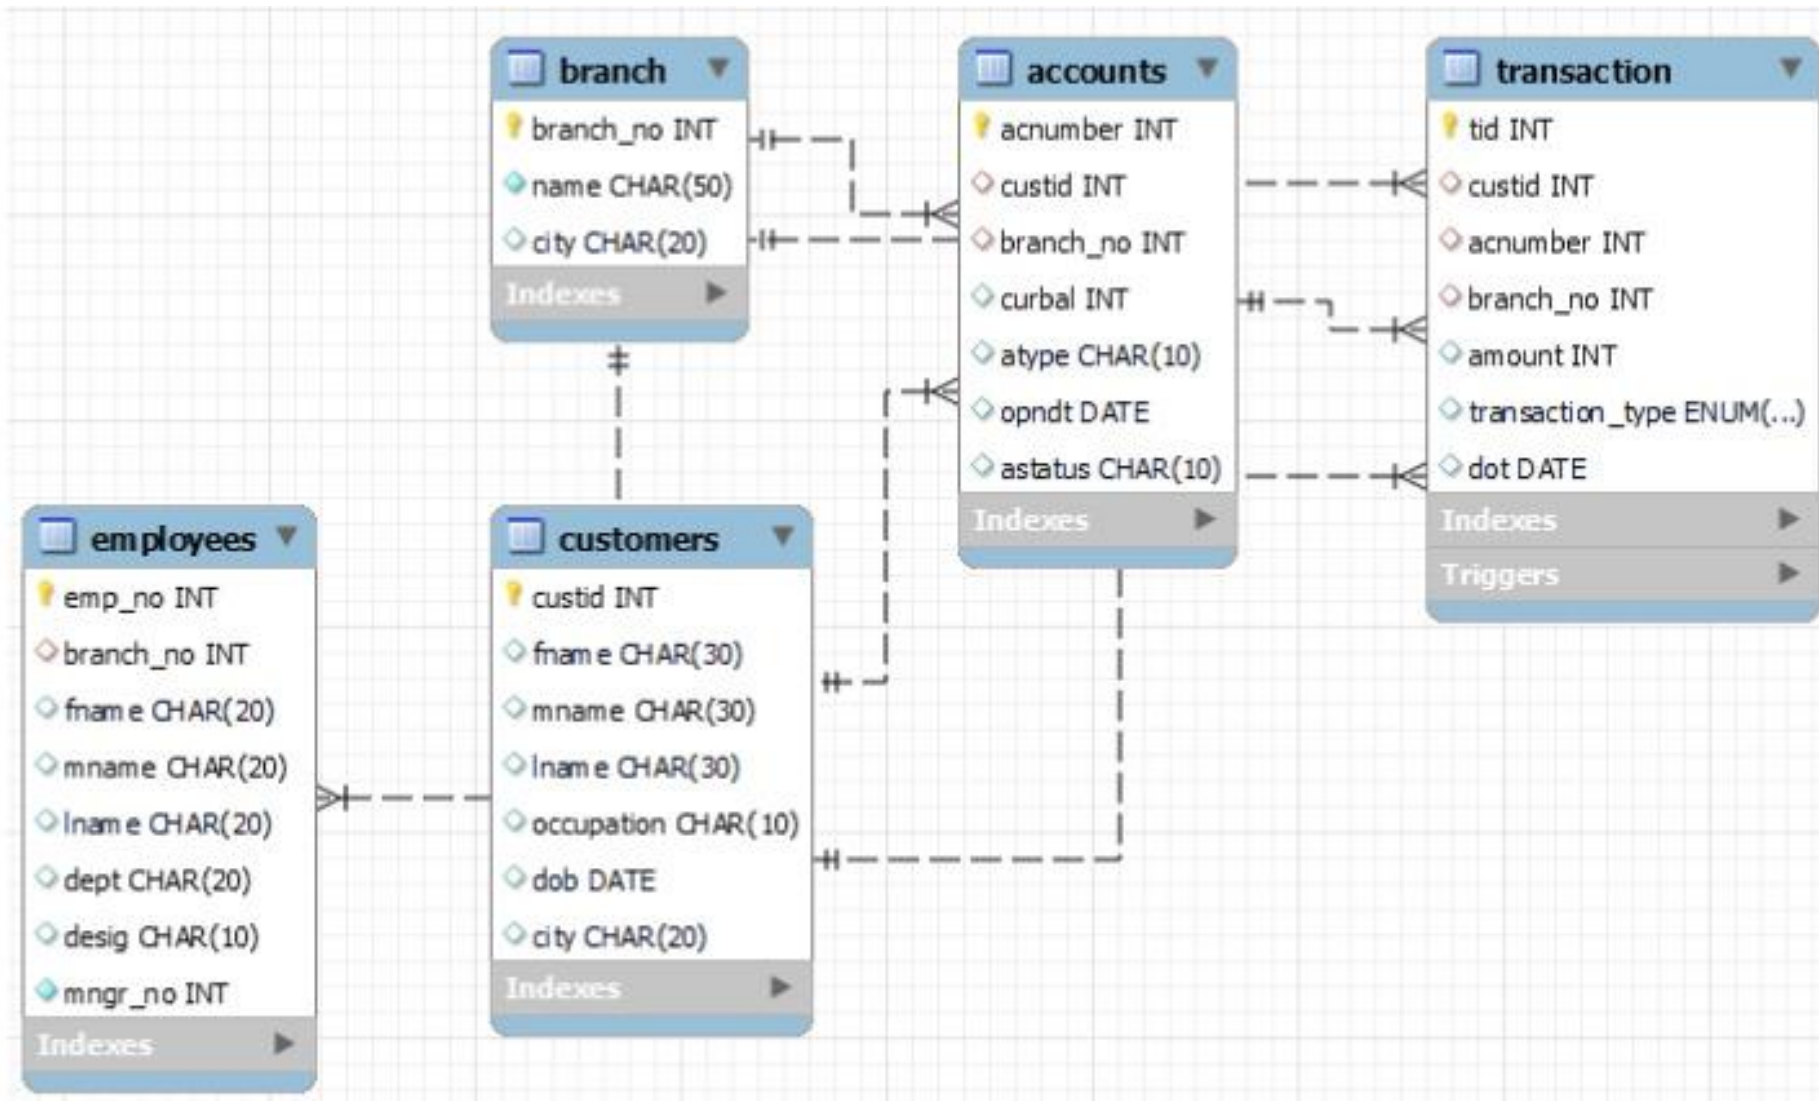 branch
branch_no INT
name CHAR(50)
city CHAR(20)
Indexes
accounts
acnumber INT
custid INT
branch_no INT
curbal INT
atype CHAR(10)
opndt DATE
astatus CHAR(10)
Indexes
transaction
tid INT
custid INT
acnumber INT
branch_no INT
amount INT
transaction_type ENUM(...)
dot DATE
Indexes
Triggers
employees
emp_no INT
branch_no INT
fname CHAR(20)
mname CHAR(20)
lname CHAR(20)
dept CHAR(20)
desig CHAR(10)
mngr_no INT
Indexes
customers
custid INT
fname CHAR(30)
mname CHAR(30)
lname CHAR(30)
occupation CHAR(10)
dob DATE
city CHAR(20)
Indexes